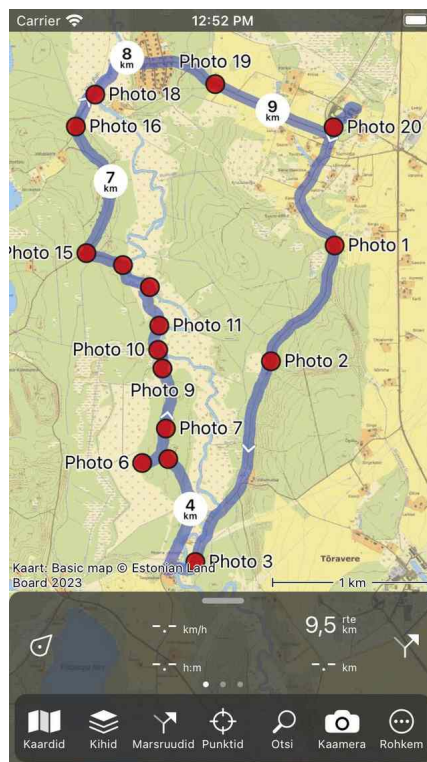 Carrier 12:52 PM
8
km
Photo 19
Photo 18
9
km
Photo 16
Photo 20
7
km
Photo 1
Photo 15
Photo 11
Photo 10
Photo 2
Photo 9
Photo 7
Photo 6
4
km
Photo 3
Tõravere
Kaart: Basic map © Estonian Land
Board 2023
1 km
-.- km/h
9,5 rte km
-.- h:m
-.- km
Kaardid Kihid Marsruudid Punktid Otsi Kaamera Rohkem